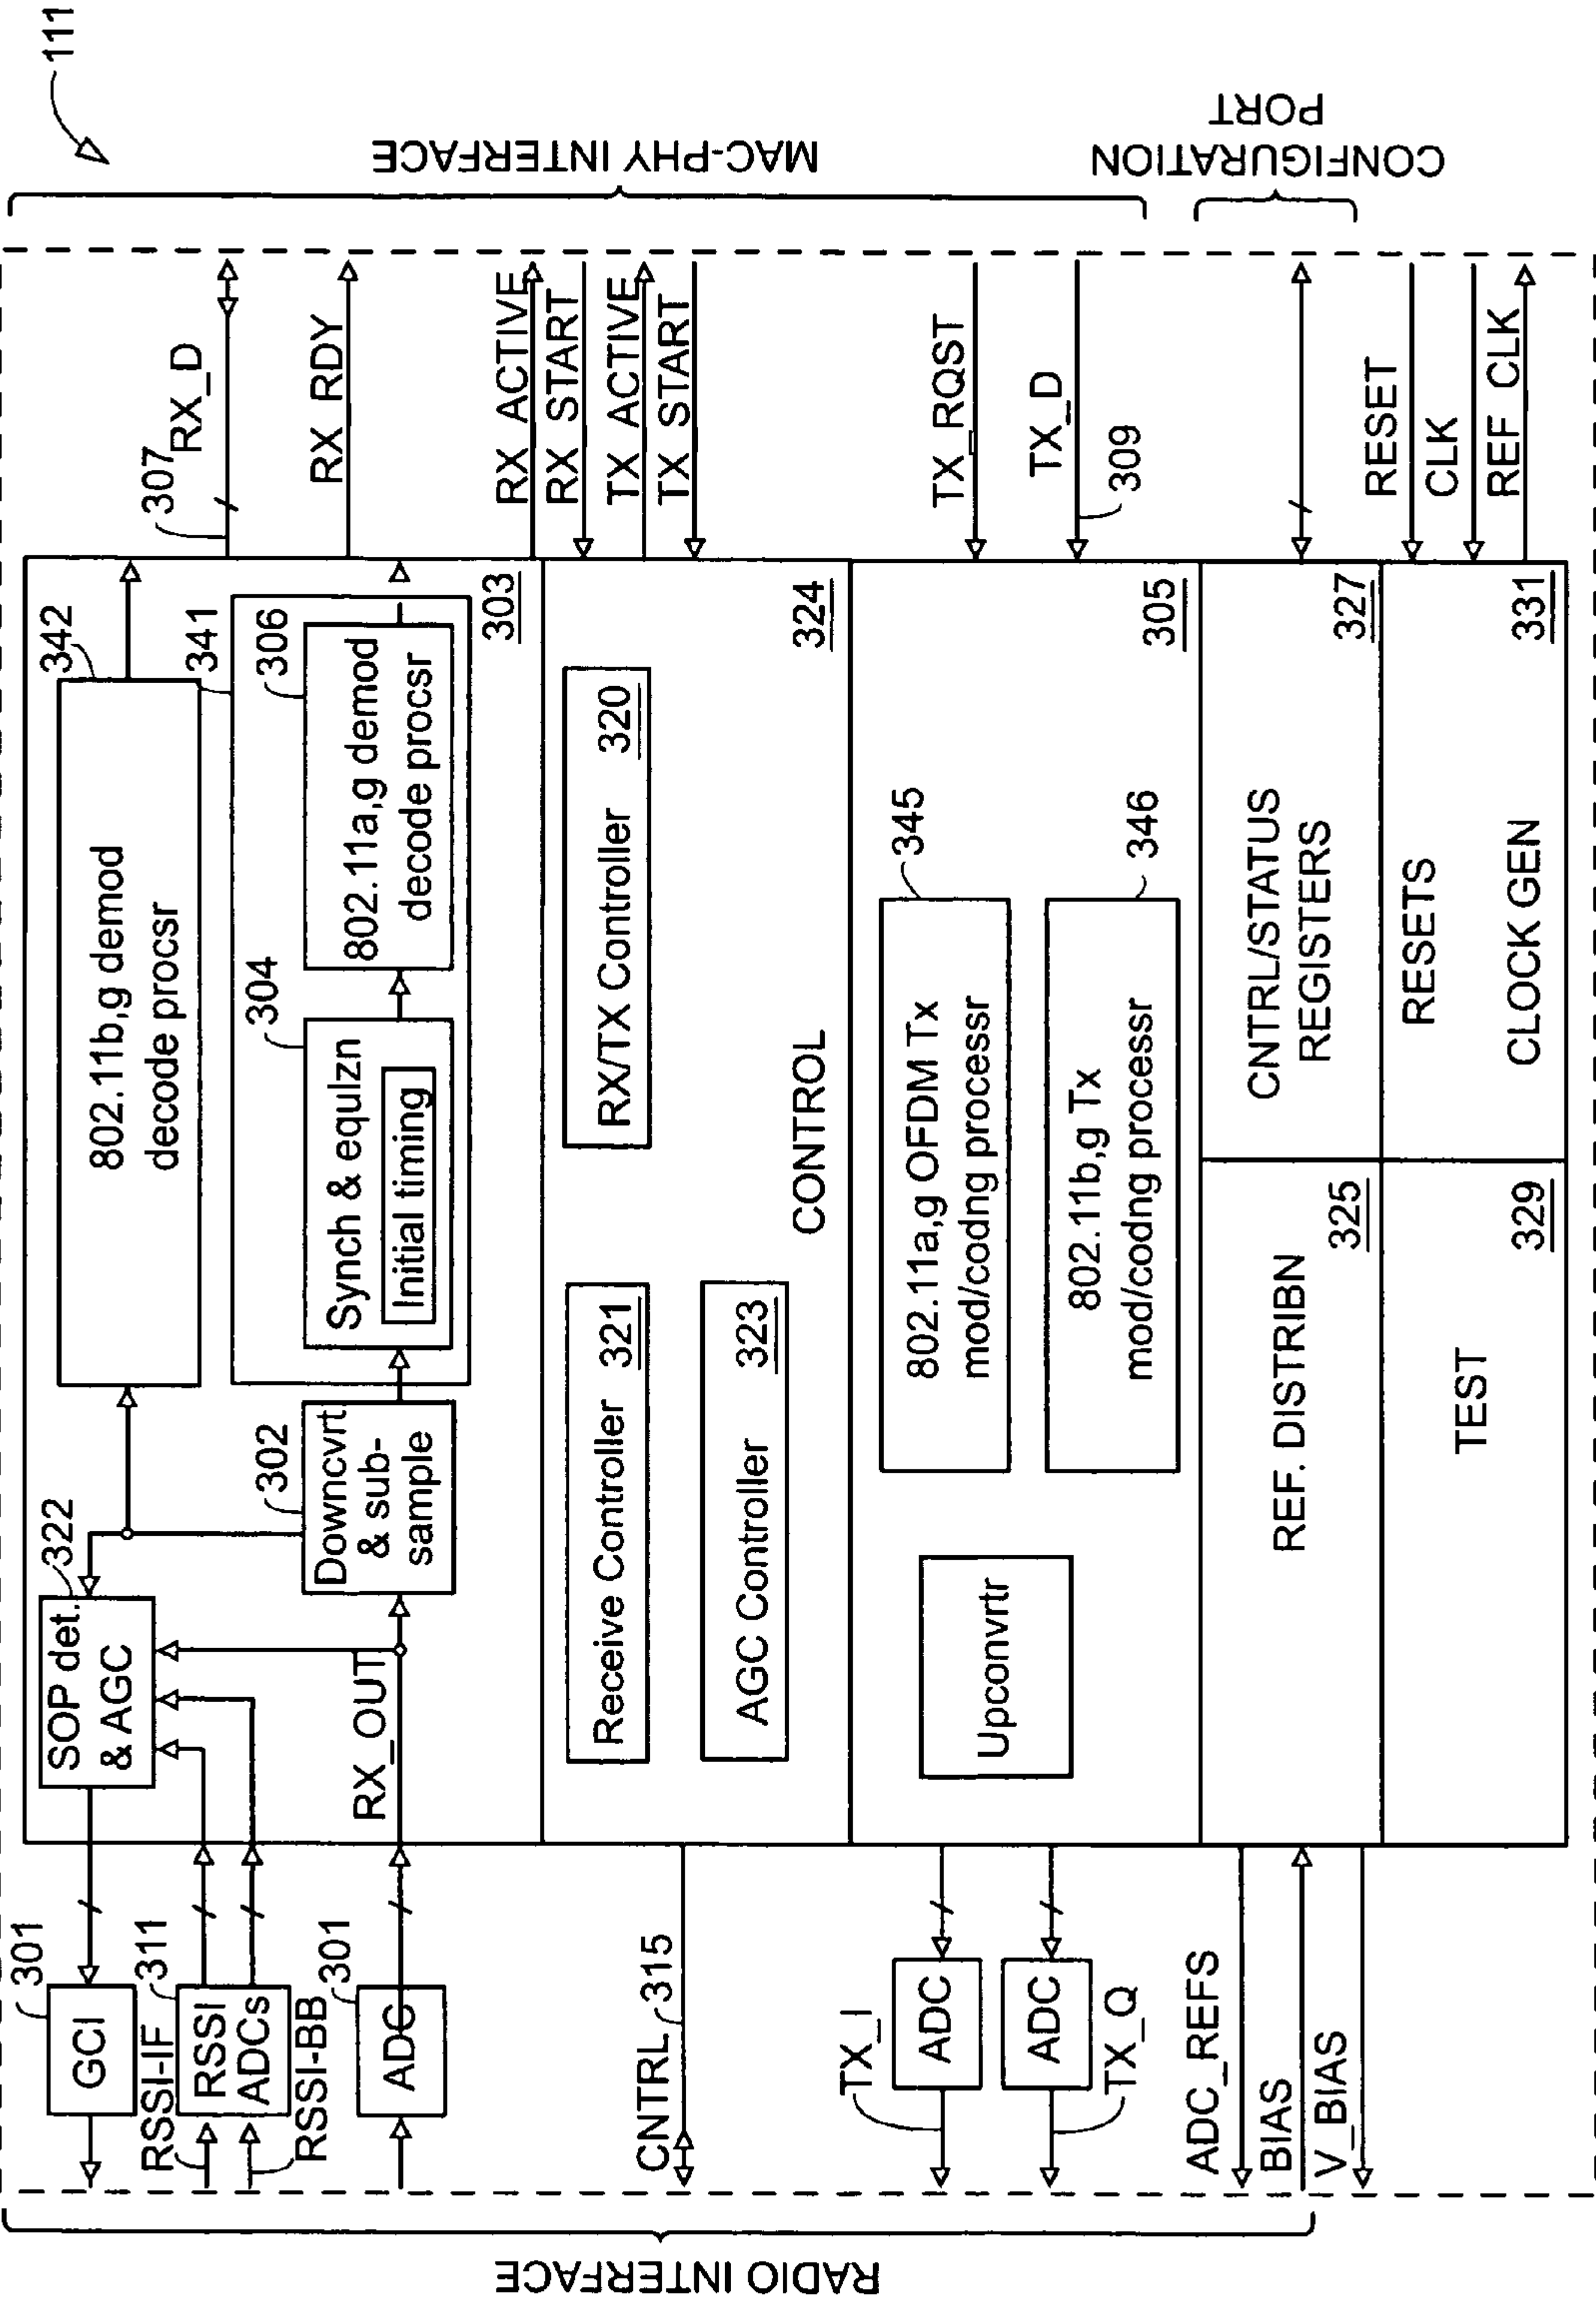 111
RADIO INTERFACE
MAC-PHY INTERFACE
CONFIGURATION
PORT
301
GCI
RSSI-IF
311
RSSI
ADCs
RSSI-BB
301
ADC
CNTRL
315
TX_I
ADC
ADC
TX_Q
ADC_REFS
BIAS
V_BIAS
322
SOP det.
& AGC
RX_OUT
302
Downcvrt
& sub-
sample
342
802.11b,g demod
decode procsr
341
304
Synch & equlzn
Initial timing
306
802.11a,g demod
decode procsr
303
Receive Controller 321
RX/TX Controller 320
AGC Controller 323
CONTROL
324
Upconvrtr
345
802.11a,g OFDM Tx
mod/codng processr
346
802.11b,g Tx
mod/codng processr
305
REF. DISTRIBN
325
CNTRL/STATUS
REGISTERS
327
TEST
329
RESETS
CLOCK GEN
331
307
RX_D
RX_RDY
RX_ACTIVE
RX_START
TX_ACTIVE
TX_START
TX_RQST
TX_D
309
RESET
CLK
REF_CLK